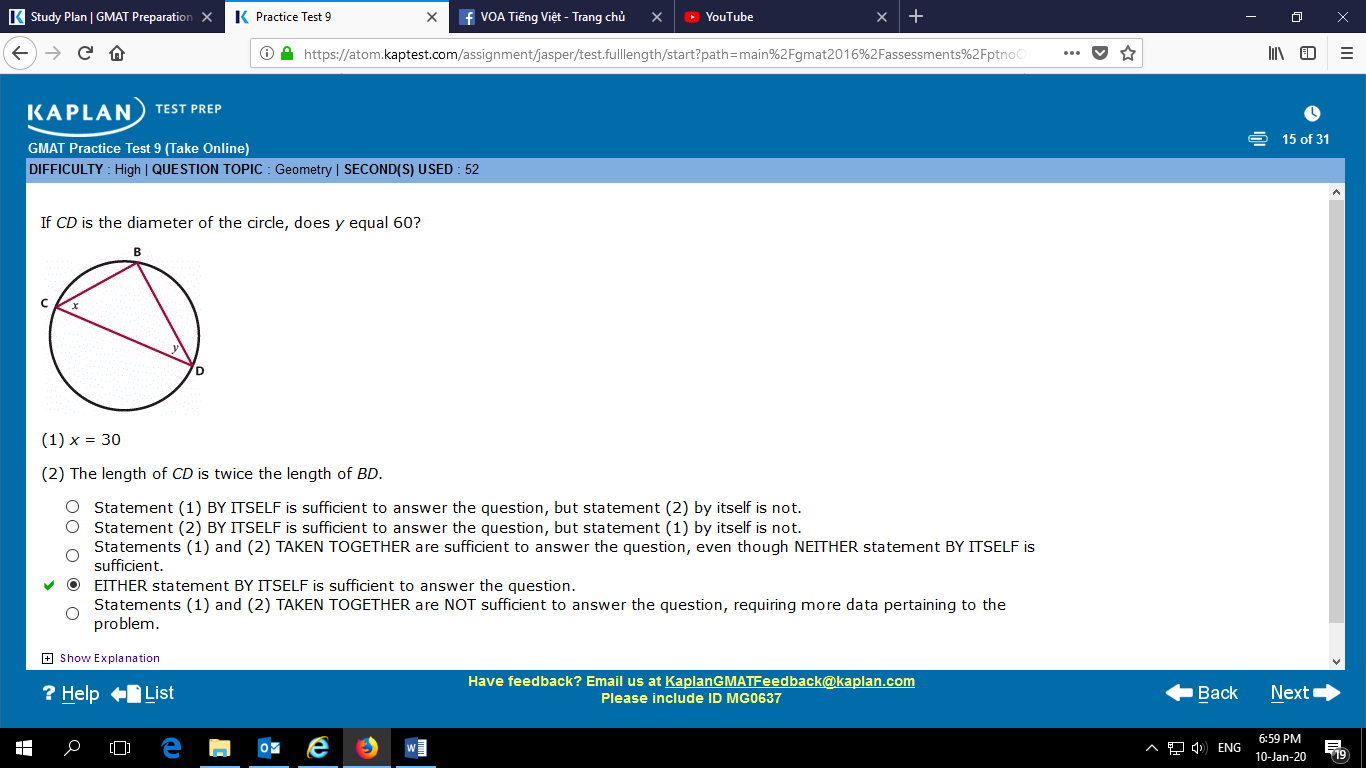 Study Plan | GMAT Preparation
Practice Test 9
VOA Tiếng Việt - Trang chủ
YouTube
https://atom.kaptest.com/assignment/jasper/test.fulllength/start?path=main%2Fgmat2016%2Fassessments%2FptnoC
KAPLAN TEST PREP
GMAT Practice Test 9 (Take Online)
15 of 31
DIFFICULTY : High | QUESTION TOPIC : Geometry | SECOND(S) USED : 52
If CD is the diameter of the circle, does y equal 60?
B
C
x
y
D
(1) x = 30
(2) The length of CD is twice the length of BD.
Statement (1) BY ITSELF is sufficient to answer the question, but statement (2) by itself is not.
Statement (2) BY ITSELF is sufficient to answer the question, but statement (1) by itself is not.
Statements (1) and (2) TAKEN TOGETHER are sufficient to answer the question, even though NEITHER statement BY ITSELF is
sufficient.
EITHER statement BY ITSELF is sufficient to answer the question.
Statements (1) and (2) TAKEN TOGETHER are NOT sufficient to answer the question, requiring more data pertaining to the
problem.
Show Explanation
? Help
List
Have feedback? Email us at KaplanGMATFeedback@kaplan.com
Please include ID MG0637
Back
Next
ENG
6:59 PM
10-Jan-20
19